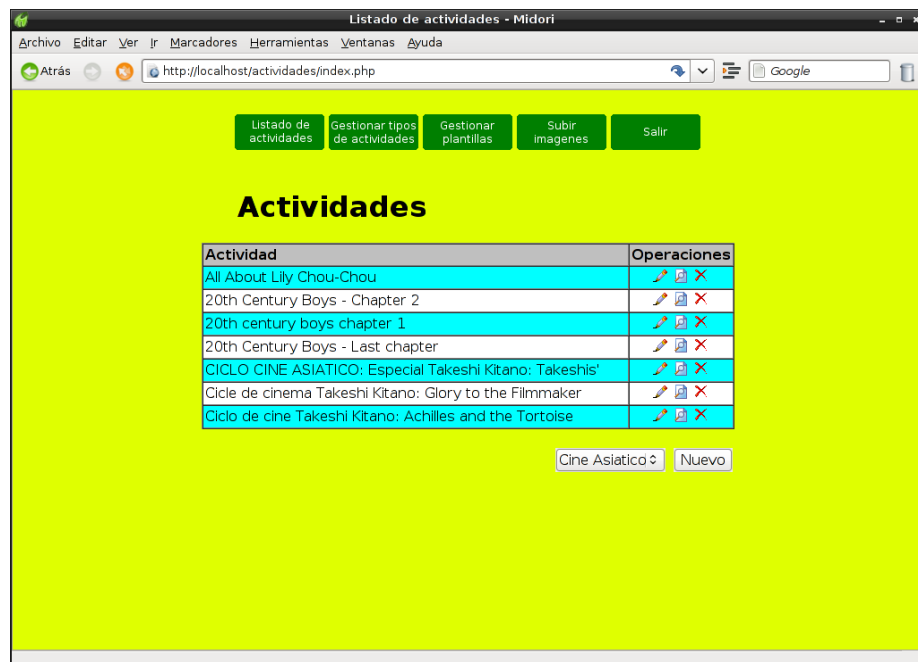 Listado de actividades - Midori
Archivo Editar Ver Ir Marcadores Herramientas Ventanas Ayuda
Atrás http://localhost/actividades/index.php Google
Listado de
actividades
Gestionar tipos
de actividades
Gestionar
plantillas
Subir
imagenes
Salir
Actividades
Actividad Operaciones
All About Lily Chou-Chou
20th Century Boys - Chapter 2
20th century boys chapter 1
20th Century Boys - Last chapter
CICLO CINE ASIATICO: Especial Takeshi Kitano: Takeshis'
Cicle de cinema Takeshi Kitano: Glory to the Filmmaker
Ciclo de cine Takeshi Kitano: Achilles and the Tortoise
Cine Asiatico Nuevo